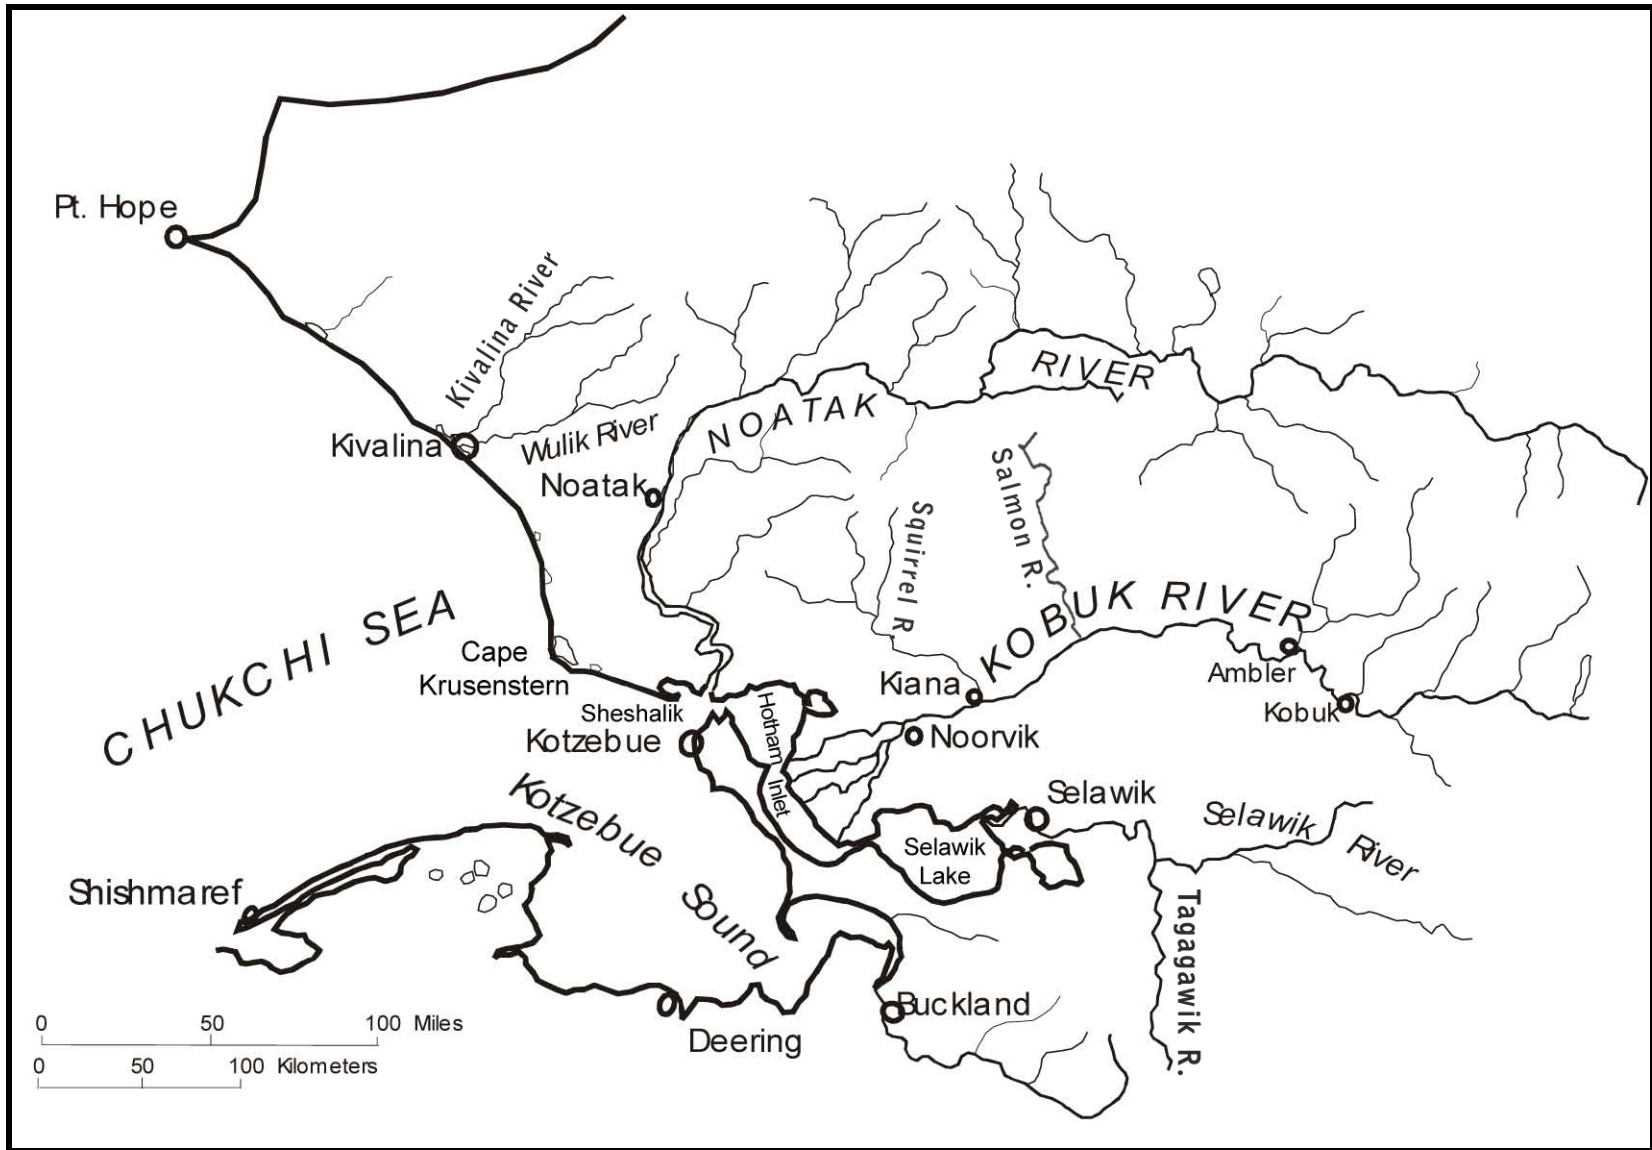 Pt. Hope
Kivalina River
Kivalina
Wulik River
Noatak
NOATAK RIVER
Squirrel R.
Salmon R.
CHUKCHI SEA
KOBUK RIVER
Cape
Krusenstern
Sheshalik
Kotzebue
Hotham Inlet
Kiana
Noorvik
Ambler
Kobuk
Kotzebue Sound
Selawik
Selawik
Lake
Selawik River
Shishmaref
Tagagawik R.
Buckland
Deering
0 50 100 Miles
0 50 100 Kilometers